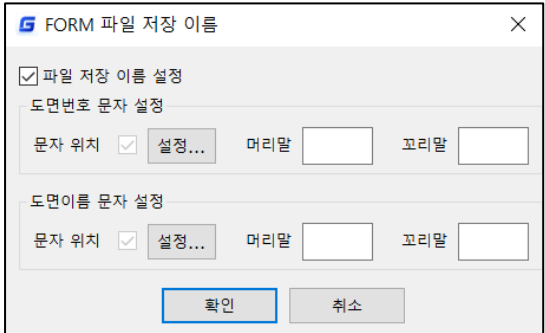 FORM 파일 저장 이름
파일 저장 이름 설정
도면번호 문자 설정
문자 위치 설정... 머리말 꼬리말
도면이름 문자 설정
문자 위치 설정... 머리말 꼬리말
확인 취소